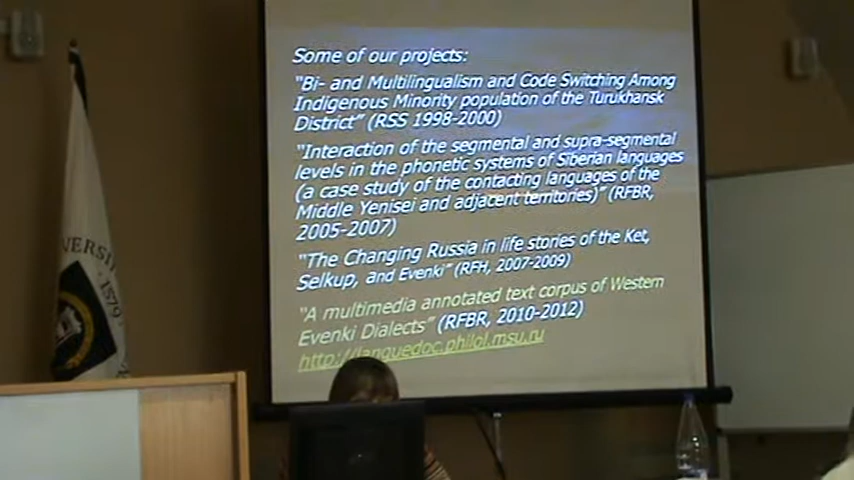 Some of our projects:
"Bi- and Multilingualism and Code Switching Among
Indigenous Minority population of the Turukhansk
District" (RSS 1998-2000)
"Interaction of the segmental and supra-segmental
levels in the phonetic systems of Siberian languages
(a case study of the contacting languages of the
Middle Yenisei and adjacent territories)" (RFBR,
2005-2007)
"The Changing Russia in life stories of the Ket,
Selkup, and Evenki" (RFH, 2007-2009)
"A multimedia annotated text corpus of Western
Evenki Dialects" (RFBR, 2010-2012)
http://languedoc.philol.msu.ru
VERSI
1579